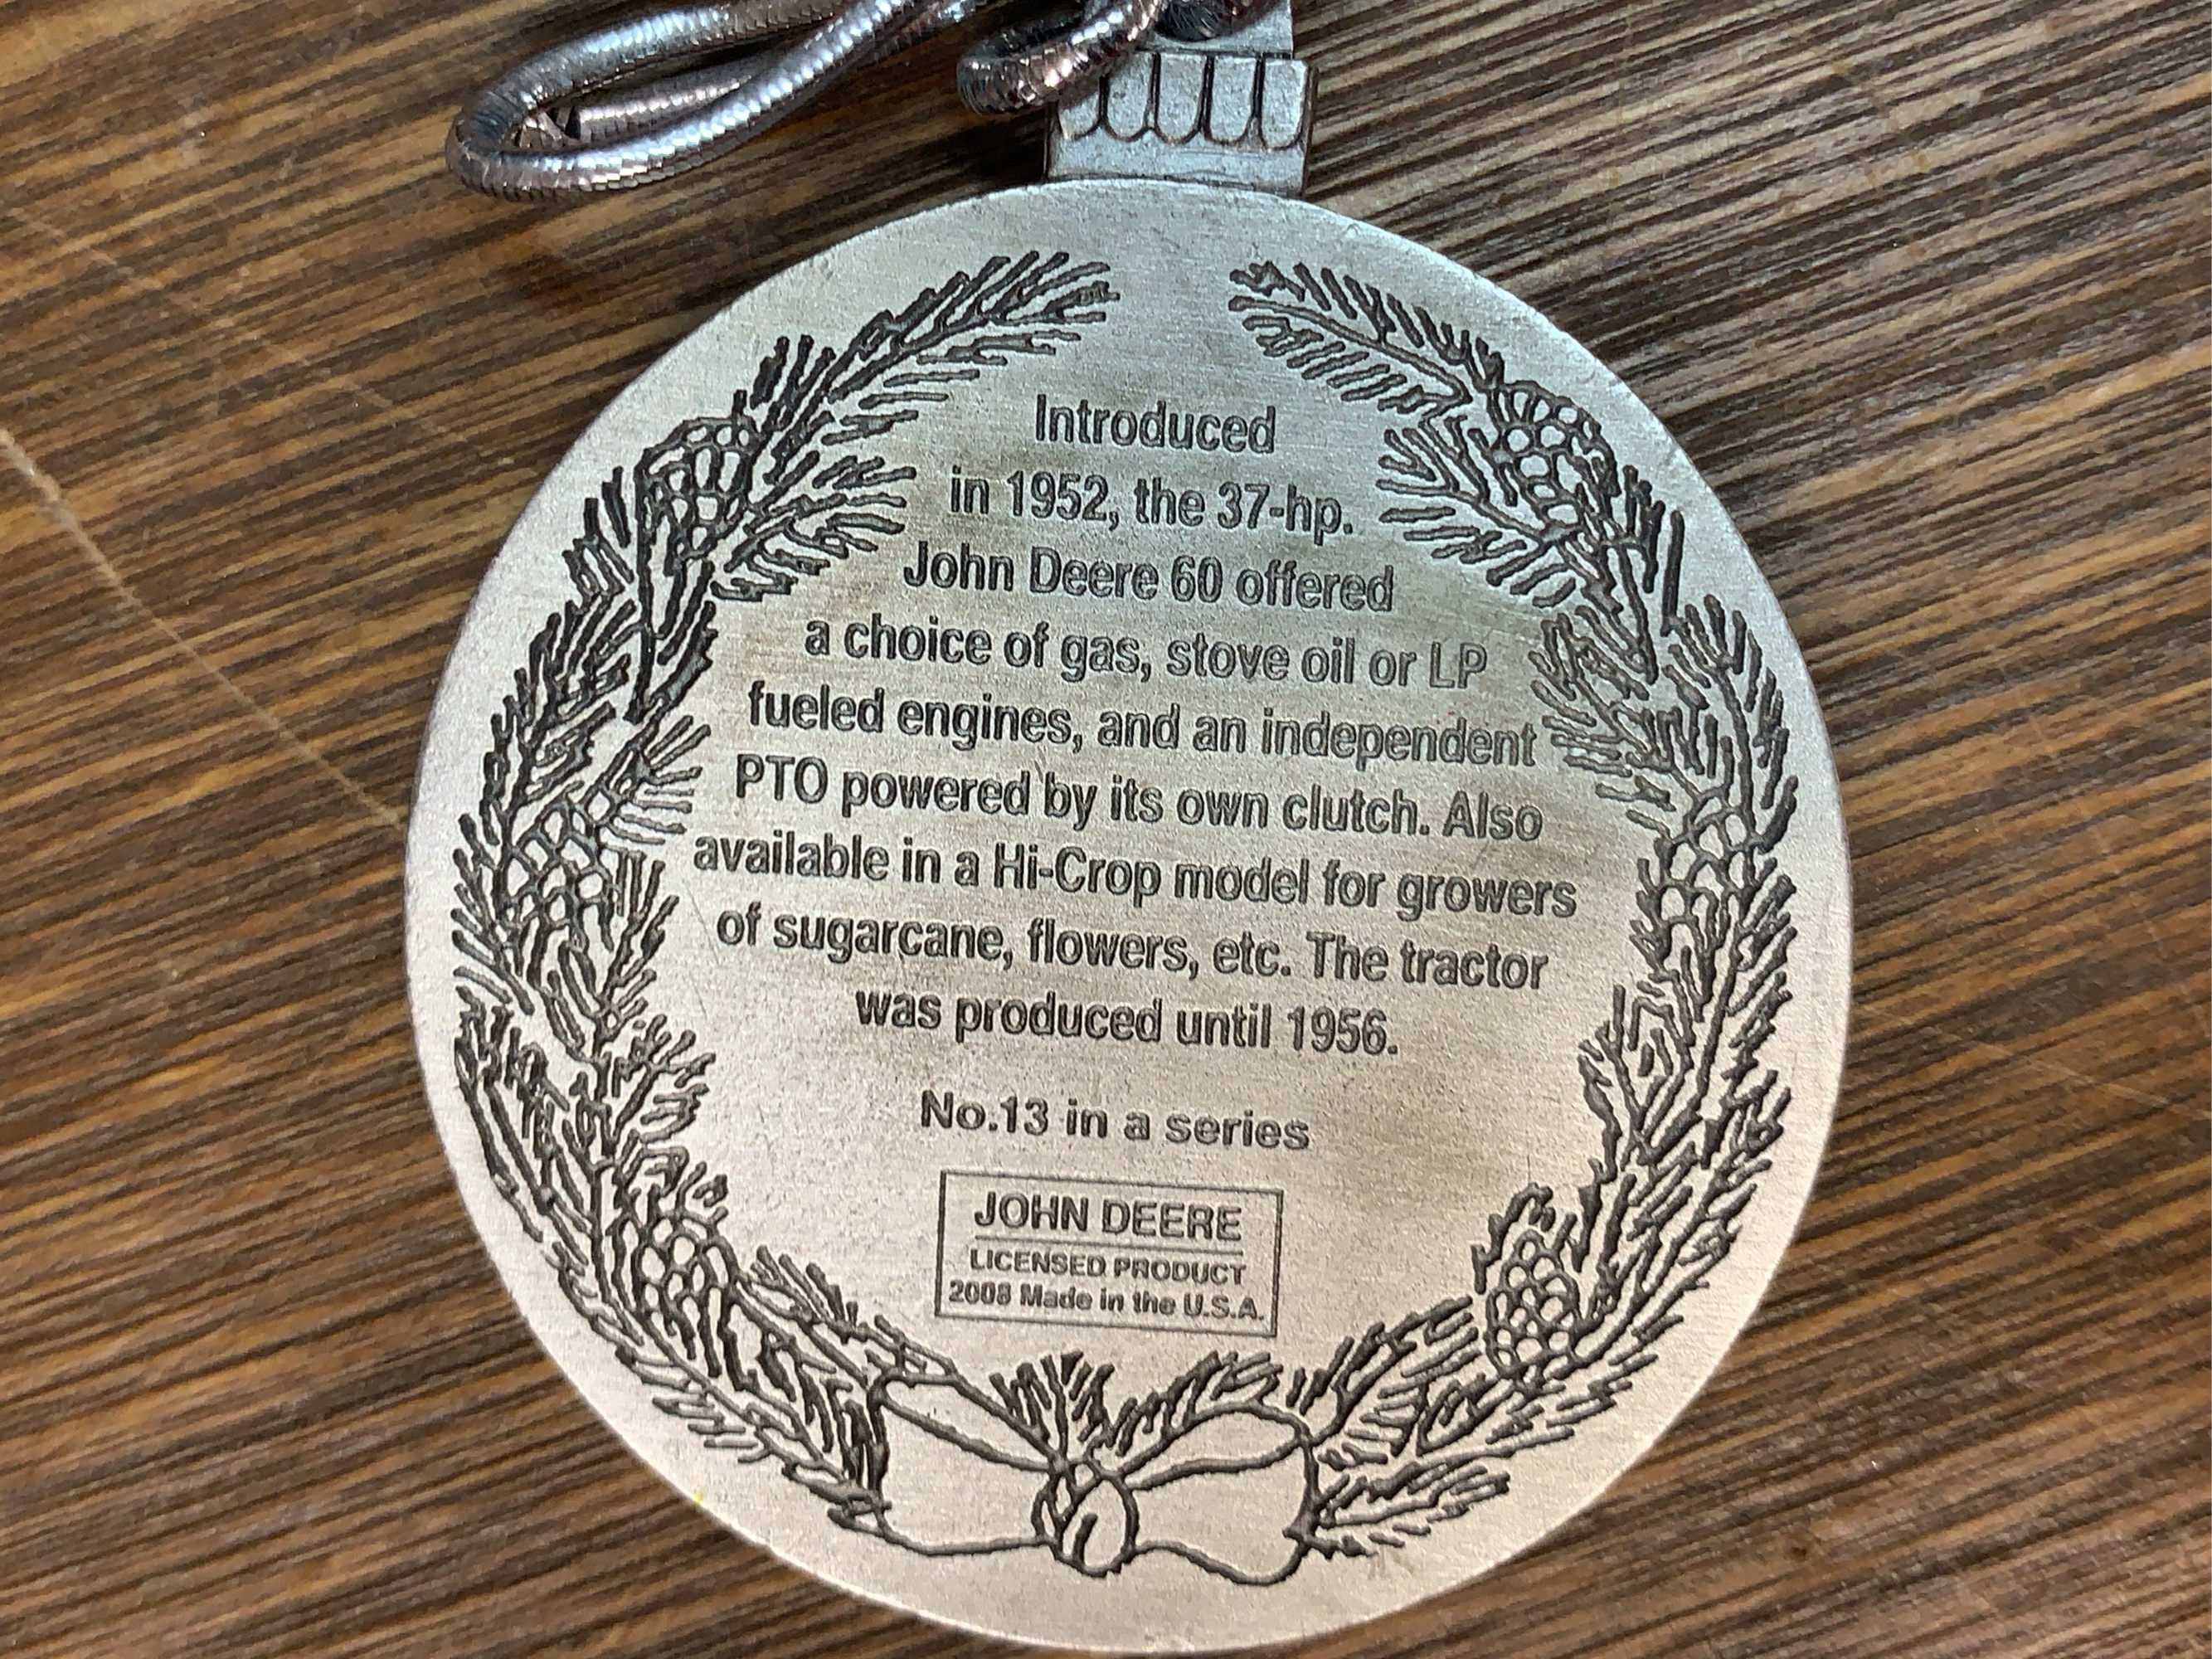 Introduced
in 1952, the 37-hp.
John Deere 60 offered
a choice of gas, stove oil or LP
fueled engines, and an independent
PTO powered by its own clutch. Also
available in a Hi-Crop model for growers
of sugarcane, flowers, etc. The tractor
was produced until 1956.
No.13 in a series
JOHN DEERE
LICENSED PRODUCT
2008 Made in the U.S.A.